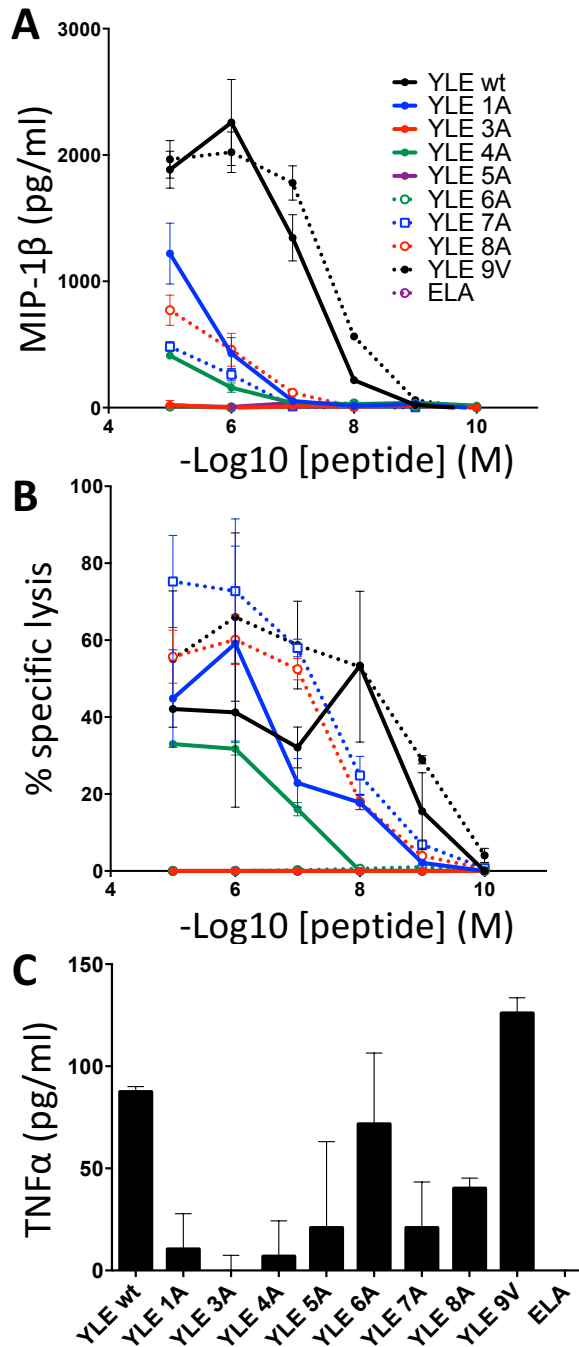 A
MIP-1β (pg/ml)
3000
2000
1000
0
4
6
8
10
-Log10 [peptide] (M)
YLE wt
YLE 1A
YLE 3A
YLE 4A
YLE 5A
YLE 6A
YLE 7A
YLE 8A
YLE 9V
ELA
B
% specific lysis
100
80
60
40
20
0
4
6
8
10
-Log10 [peptide] (M)
C
TNFα (pg/ml)
150
100
50
0
YLE wt
YLE 1A
YLE 3A
YLE 4A
YLE 5A
YLE 6A
YLE 7A
YLE 8A
YLE 9V
ELA